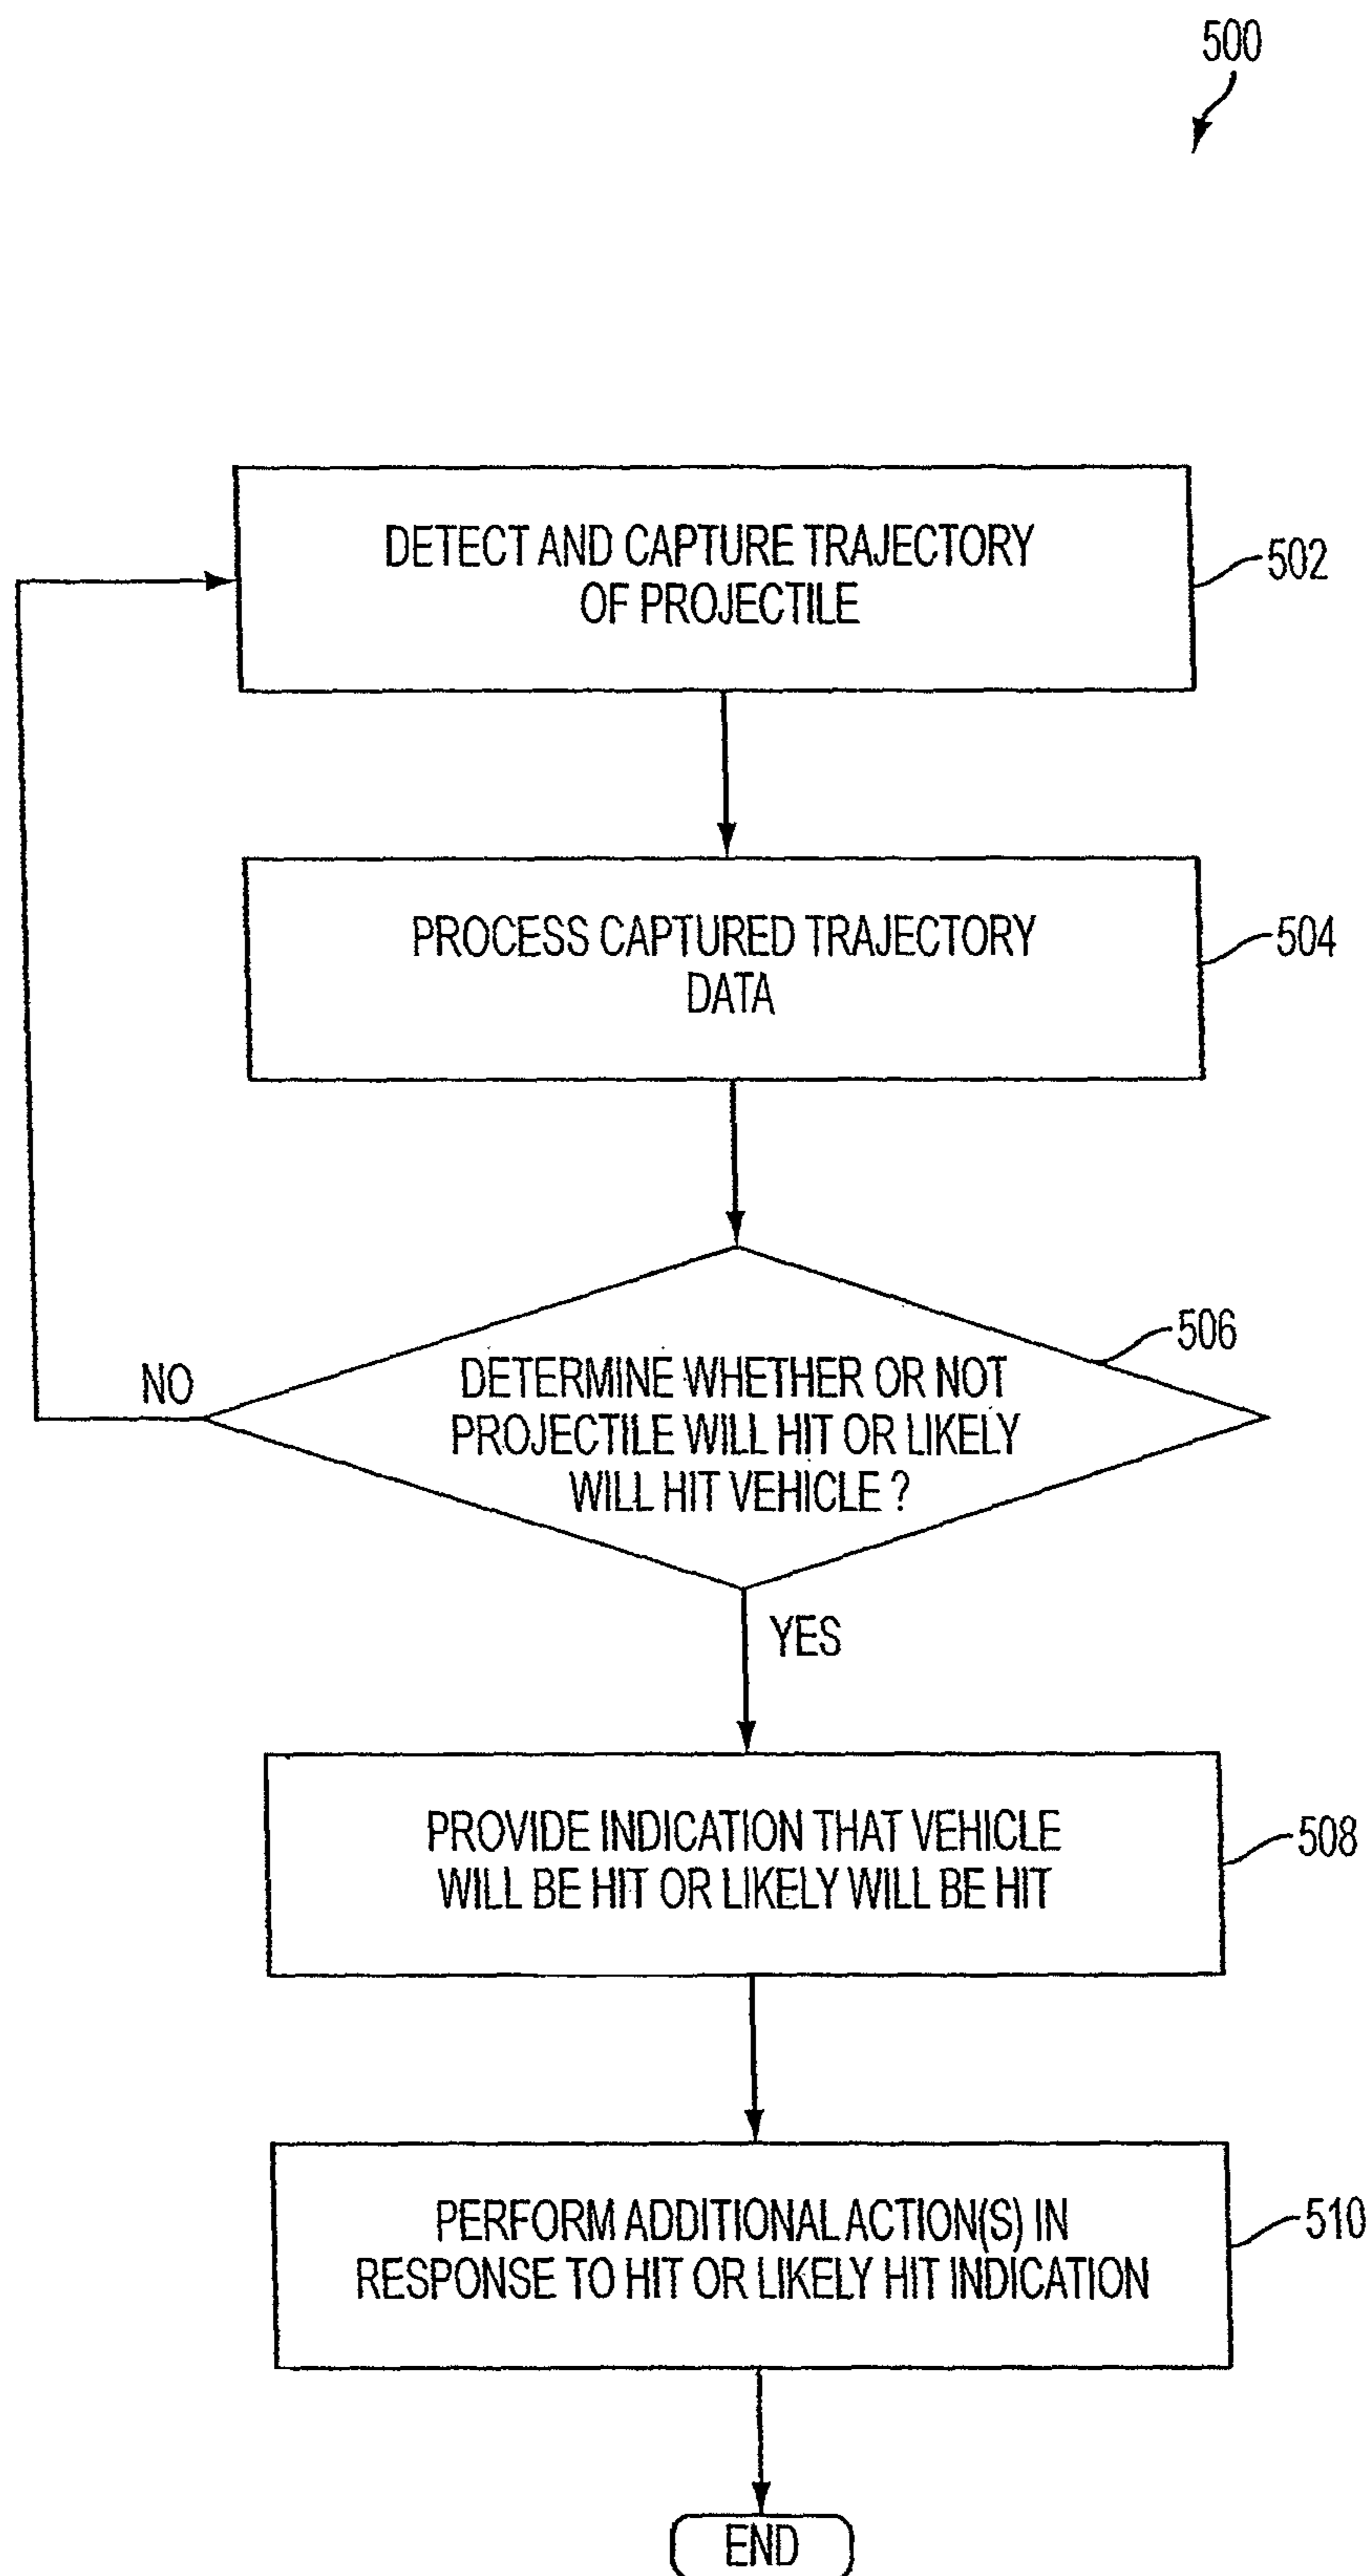 500
DETECT AND CAPTURE TRAJECTORY
OF PROJECTILE
502
PROCESS CAPTURED TRAJECTORY
DATA
504
506
NO
DETERMINE WHETHER OR NOT
PROJECTILE WILL HIT OR LIKELY
WILL HIT VEHICLE ?
YES
PROVIDE INDICATION THAT VEHICLE
WILL BE HIT OR LIKELY WILL BE HIT
508
PERFORM ADDITIONAL ACTION(S) IN
RESPONSE TO HIT OR LIKELY HIT INDICATION
510
END